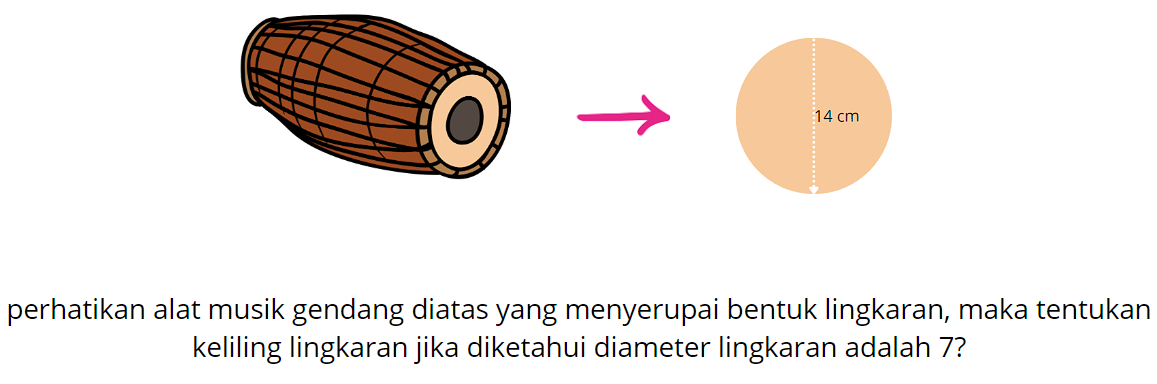 14 cm
perhatikan alat musik gendang diatas yang menyerupai bentuk lingkaran, maka tentukan
keliling lingkaran jika diketahui diameter lingkaran adalah 7?